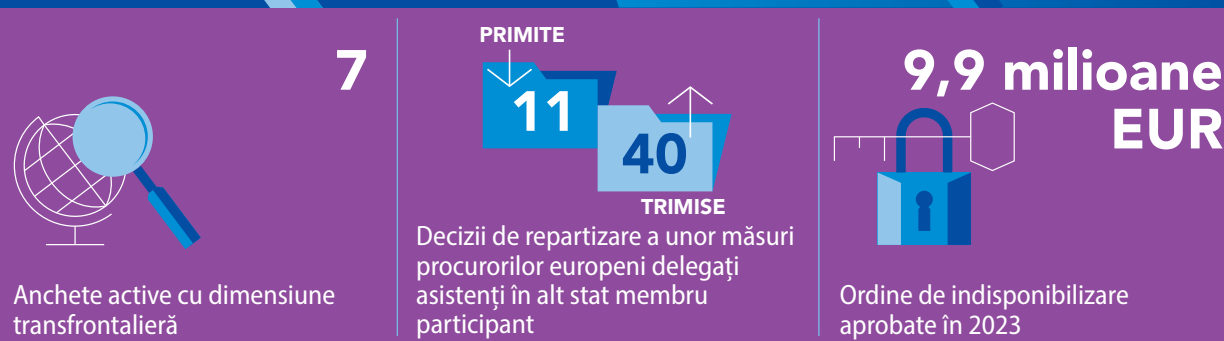 7
Anchete active cu dimensiune
transfrontalieră
PRIMITE
11
40
TRIMISE
Decizii de repartizare a unor măsuri
procurorilor europeni delegați
asistenți în alt stat membru
participant
9,9 milioane
EUR
Ordine de indisponibilizare
aprobate în 2023